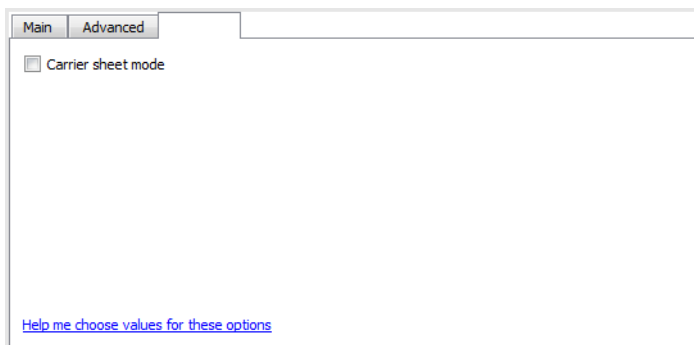 Main Advanced
Carrier sheet mode
Help me choose values for these options